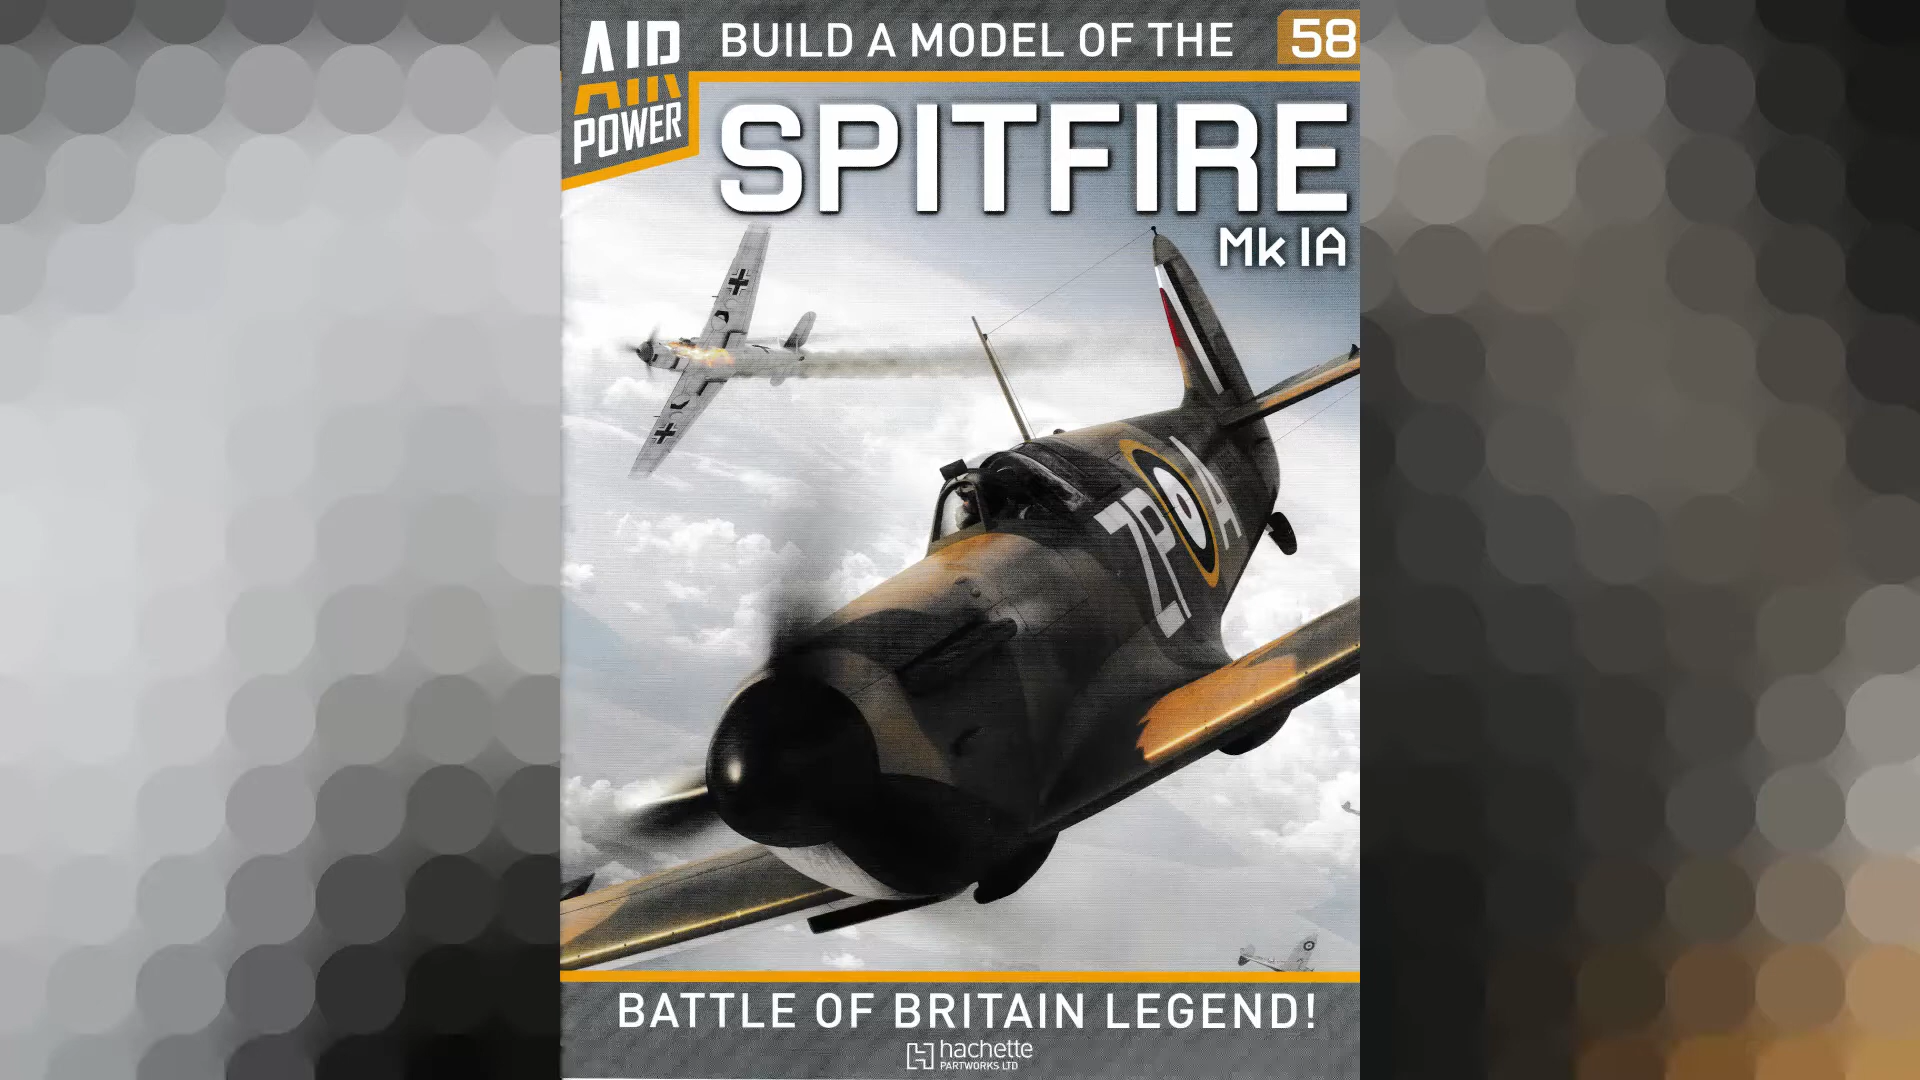 AIR
POWER
BUILD A MODEL OF THE
58
SPITFIRE
Mk IA
ZP A
BATTLE OF BRITAIN LEGEND!
hachette
PARTWORKS LTD